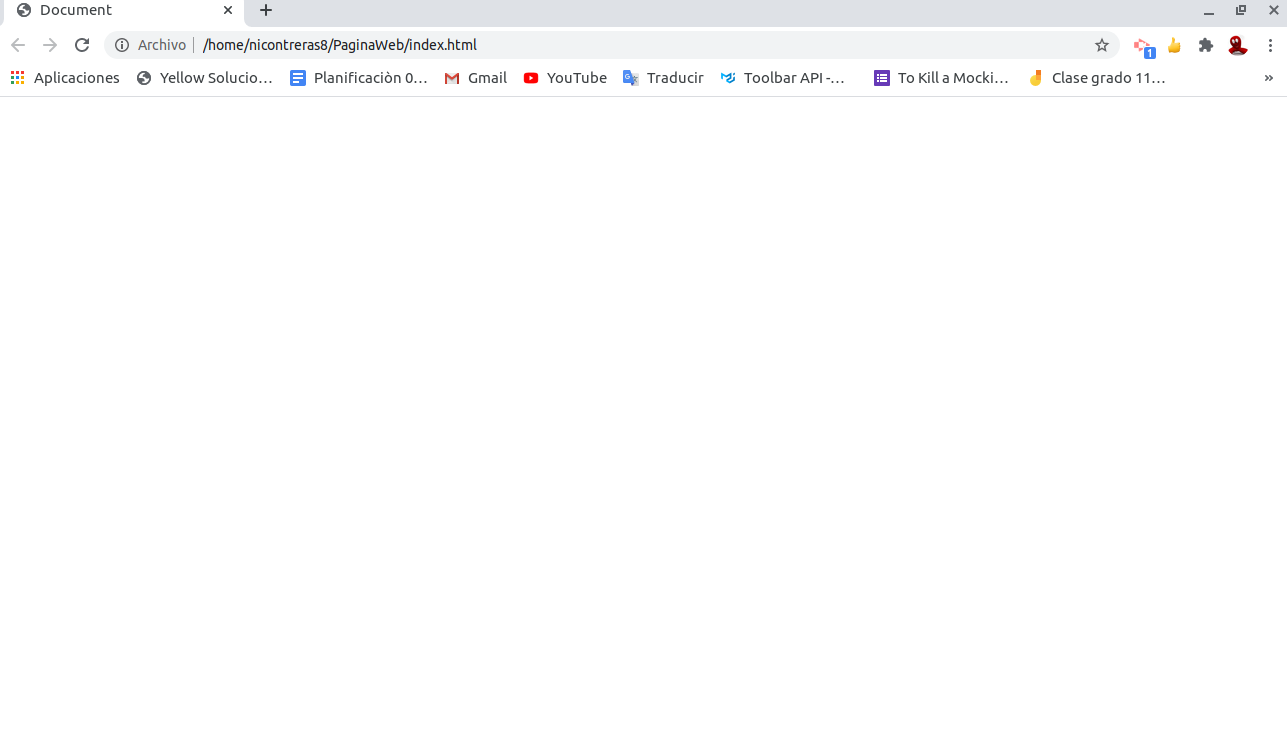 Document
Archivo /home/nicontreras8/PaginaWeb/index.html
1
Aplicaciones Yellow Solucio... Planificaciòn 0... Gmail YouTube Traducir Toolbar API -... To Kill a Mocki... Clase grado 11... »